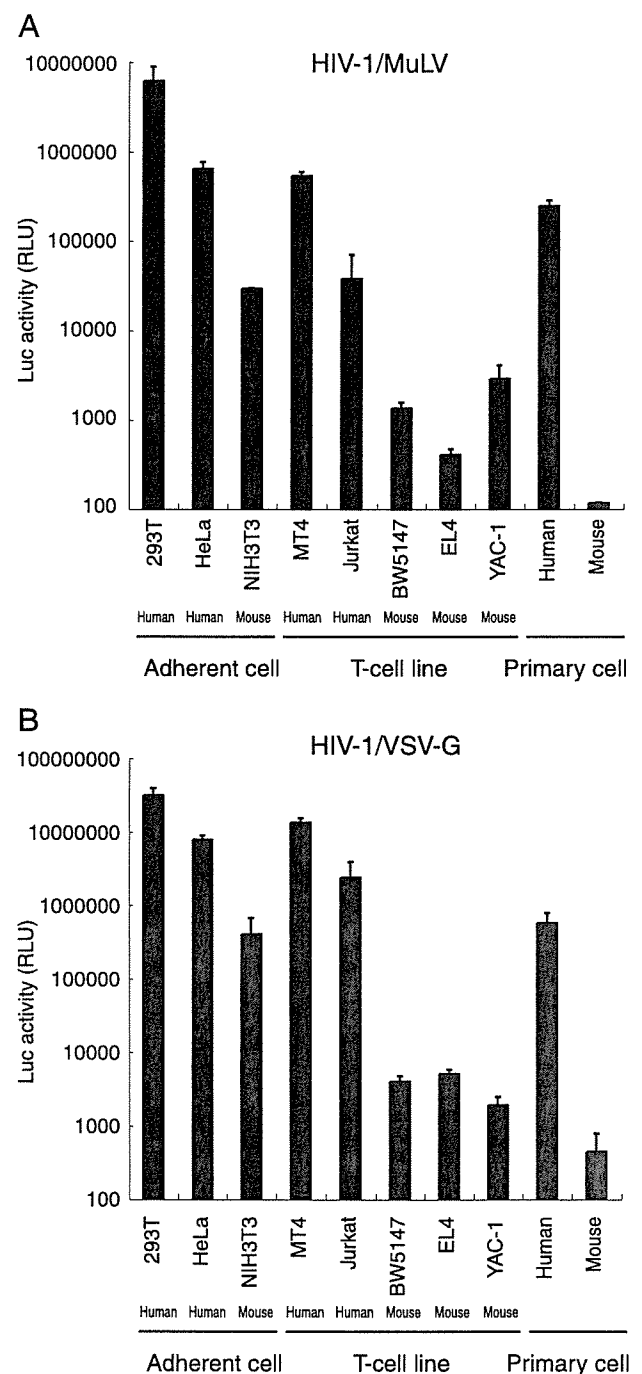 A
HIV-1/MuLV
Luc activity (RLU)
10000000
1000000
100000
10000
1000
100
293T
HeLa
NIH3T3
MT4
Jurkat
BW5147
EL4
YAC-1
Human
Mouse
Human Human Mouse Human Human Mouse Mouse Mouse
Adherent cell T-cell line Primary cell
B
HIV-1/VSV-G
Luc activity (RLU)
100000000
10000000
1000000
100000
10000
1000
100
293T
HeLa
NIH3T3
MT4
Jurkat
BW5147
EL4
YAC-1
Human
Mouse
Human Human Mouse Human Human Mouse Mouse Mouse
Adherent cell T-cell line Primary cell